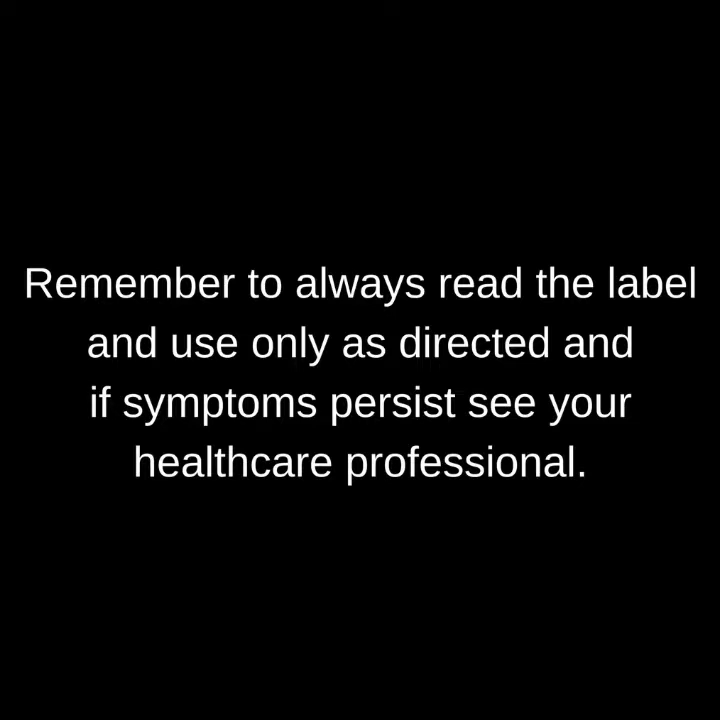 Remember to always read the label
and use only as directed and
if symptoms persist see your
healthcare professional.